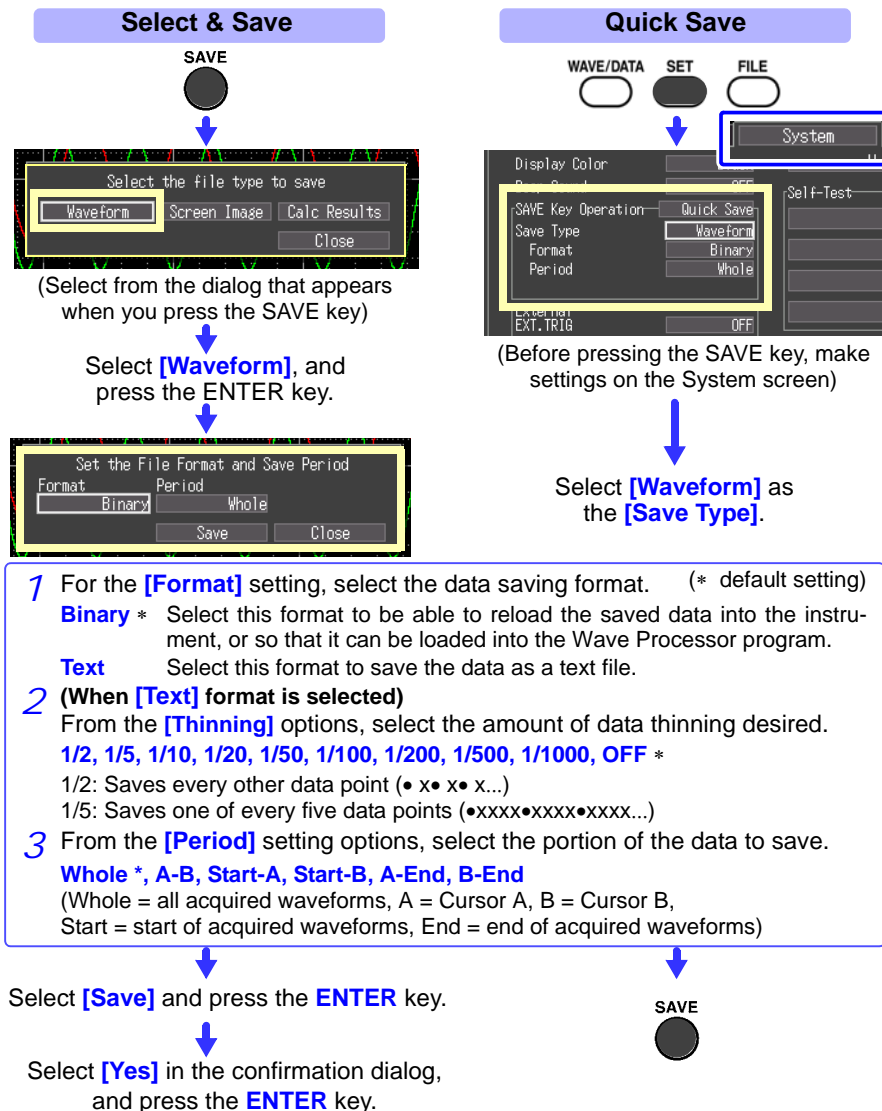 Select & Save
SAVE
Select the file type to save
Waveform Screen Image Calc Results
Close
(Select from the dialog that appears
when you press the SAVE key)
Select [Waveform], and
press the ENTER key.
Set the File Format and Save Period
Format Period
Binary Whole
Save Close
Quick Save
WAVE/DATA SET FILE
System
Display Color
OFF
Self-Test
SAVE Key Operation Quick Save
Save Type Waveform
Format Binary
Period Whole
External
EXT.TRIG OFF
(Before pressing the SAVE key, make
settings on the System screen)
Select [Waveform] as
the [Save Type].
1 For the [Format] setting, select the data saving format. (* default setting)
Binary * Select this format to be able to reload the saved data into the instru-
ment, or so that it can be loaded into the Wave Processor program.
Text Select this format to save the data as a text file.
2 (When [Text] format is selected)
From the [Thinning] options, select the amount of data thinning desired.
1/2, 1/5, 1/10, 1/20, 1/50, 1/100, 1/200, 1/500, 1/1000, OFF *
1/2: Saves every other data point (• x• x• x...)
1/5: Saves one of every five data points (•xxxx•xxxx•xxxx...)
3 From the [Period] setting options, select the portion of the data to save.
Whole *, A-B, Start-A, Start-B, A-End, B-End
(Whole = all acquired waveforms, A = Cursor A, B = Cursor B,
Start = start of acquired waveforms, End = end of acquired waveforms)
Select [Save] and press the ENTER key.
Select [Yes] in the confirmation dialog,
and press the ENTER key.
SAVE